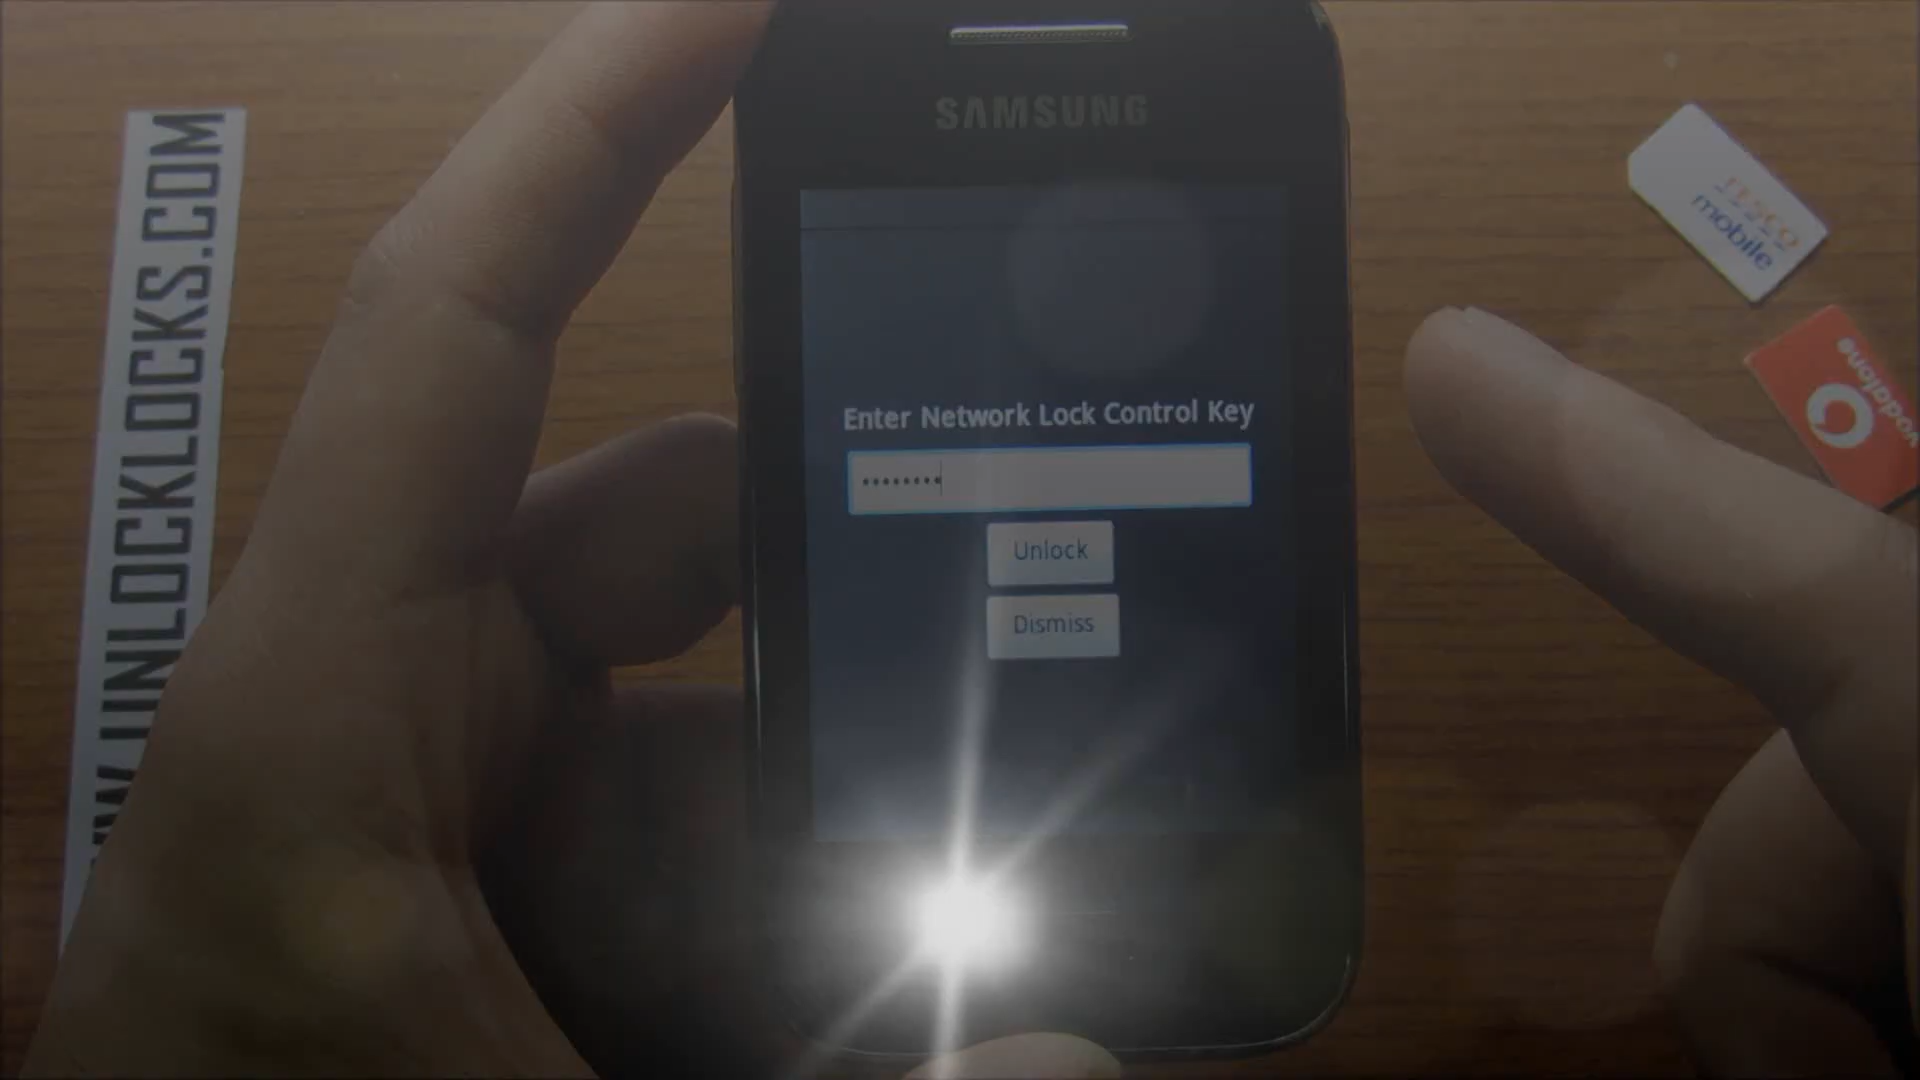 WWW.UNLOCKLOCKS.COM
SAMSUNG
Enter Network Lock Control Key
••••••••
Unlock
Dismiss
TESCO
mobile
vodafone